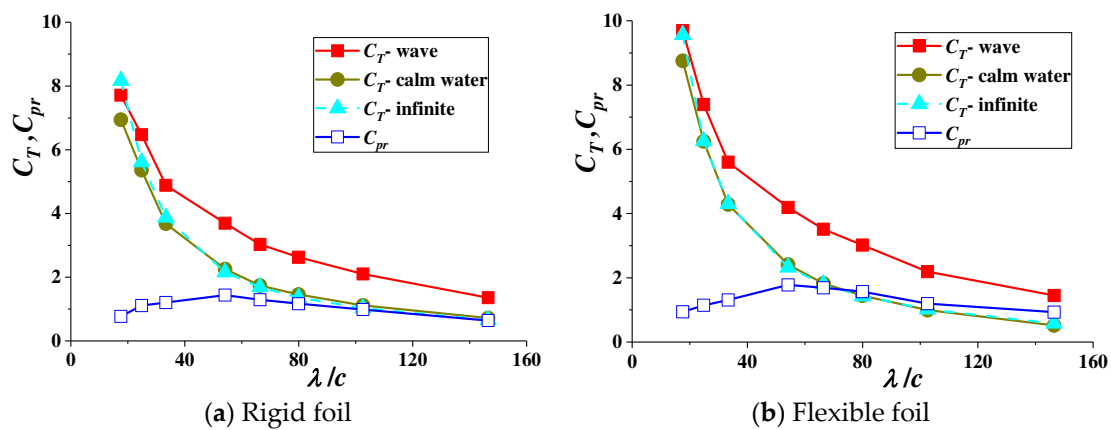 10
8
6
4
2
0
C_T, C_pr
C_T- wave
C_T- calm water
C_T- infinite
C_pr
0 40 80 120 160
λ/c
(a) Rigid foil
10
8
6
4
2
0
C_T, C_pr
C_T- wave
C_T- calm water
C_T- infinite
C_pr
0 40 80 120 160
λ/c
(b) Flexible foil